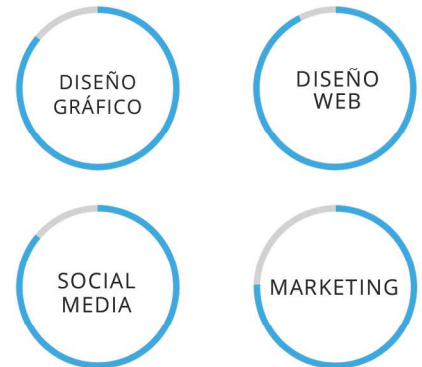 DISEÑO
GRÁFICO
DISEÑO
WEB
SOCIAL
MEDIA
MARKETING